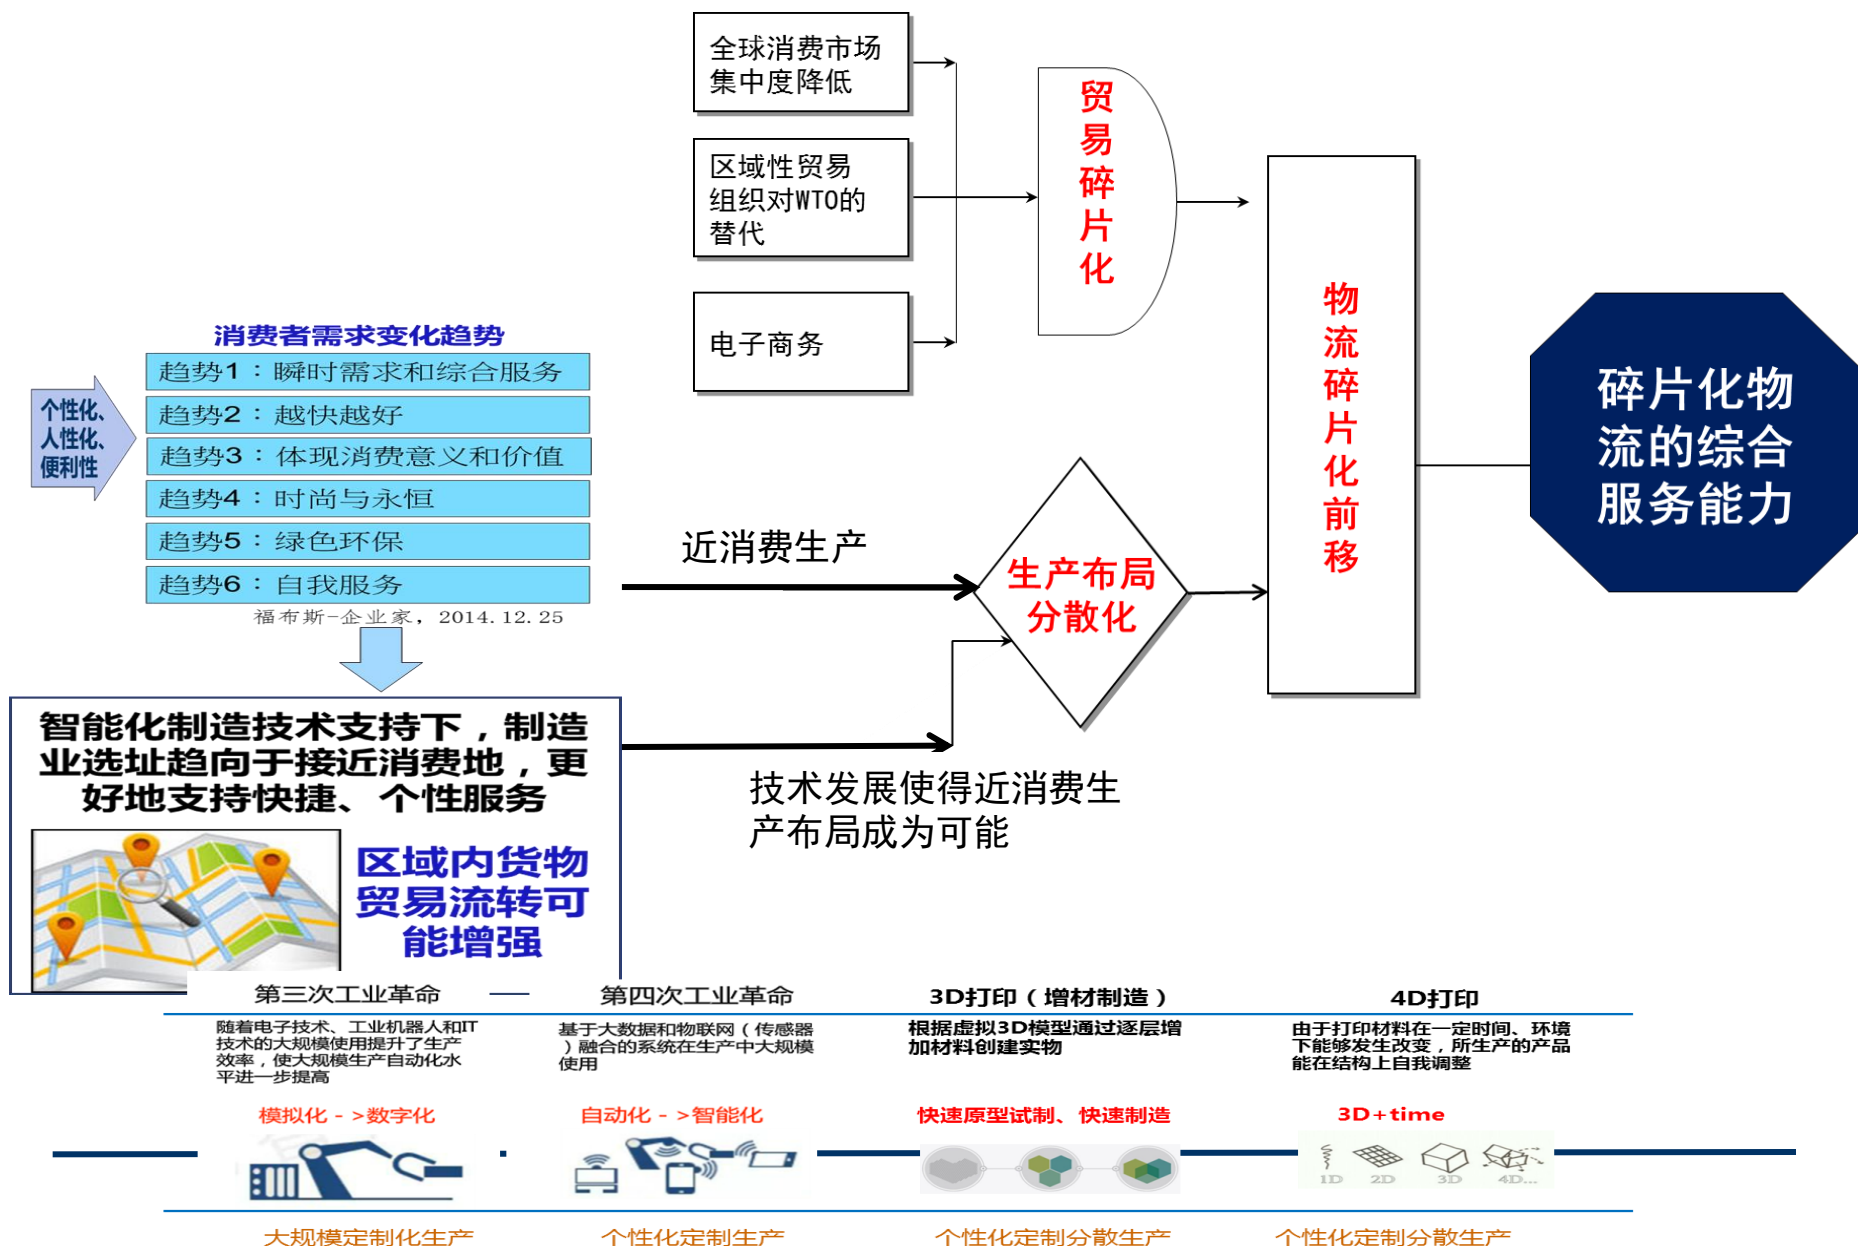 全球消费市场
集中度降低
区域性贸易
组织对WTO的
替代
电子商务
贸易碎片化
物流碎片化前移
碎片化物
流的综合
服务能力
消费者需求变化趋势
个性化、
人性化、
便利性
趋势1：瞬时需求和综合服务
趋势2：越快越好
趋势3：体现消费意义和价值
趋势4：时尚与永恒
趋势5：绿色环保
趋势6：自我服务
福布斯-企业家，2014.12.25
近消费生产
生产布局
分散化
智能化制造技术支持下，制造
业选址趋向于接近消费地，更
好地支持快捷、个性服务
区域内货物
贸易流转可
能增强
技术发展使得近消费生
产布局成为可能
第三次工业革命
随着电子技术、工业机器人和IT
技术的大规模使用提升了生产
效率，使大规模生产自动化水
平进一步提高
模拟化 - >数字化
大规模定制化生产
第四次工业革命
基于大数据和物联网（传感器
）融合的系统在生产中大规模
使用
自动化 - >智能化
个性化定制生产
3D打印（增材制造）
根据虚拟3D模型通过逐层增
加材料创建实物
快速原型试制、快速制造
个性化定制分散生产
4D打印
由于打印材料在一定时间、环境
下能够发生改变，所生产的产品
能在结构上自我调整
3D+time
1D 2D 3D 4D...
个性化定制分散生产